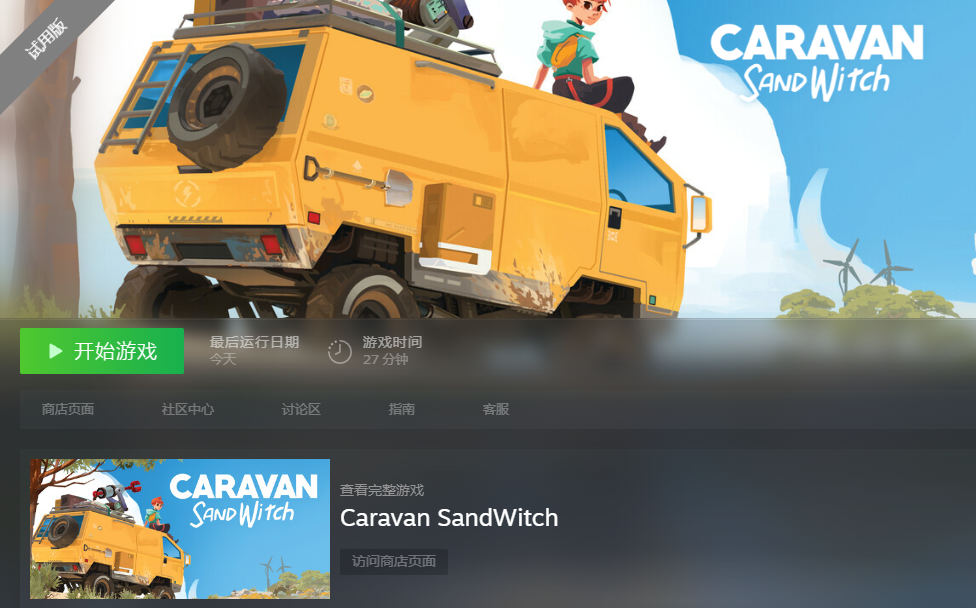 试用版
CARAVAN
SANDWITCH
开始游戏
最后运行日期
今天
游戏时间
27 分钟
商店页面
社区中心
讨论区
指南
客服
CARAVAN
SANDWITCH
查看完整游戏
Caravan SandWitch
访问商店页面